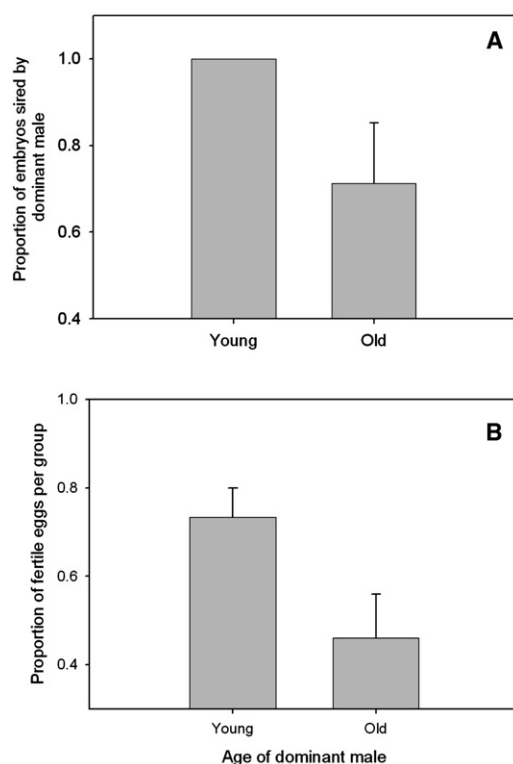 A
Proportion of embryos sired by
dominant male
1.0
0.8
0.6
0.4
Young Old
B
Proportion of fertile eggs per group
1.0
0.8
0.6
0.4
Young Old
Age of dominant male